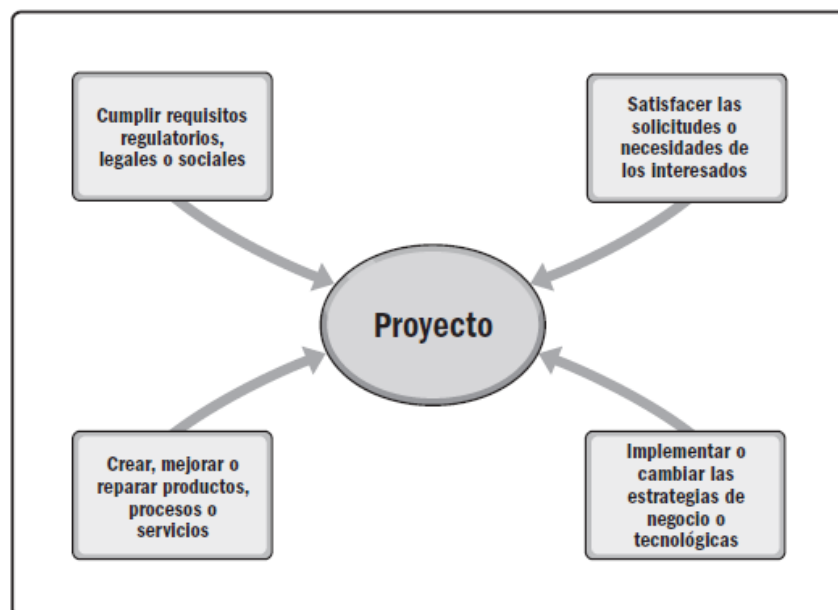 Cumplir requisitos
regulatorios,
legales o sociales
Satisfacer las
solicitudes o
necesidades de
los interesados
Proyecto
Crear, mejorar o
reparar productos,
procesos o
servicios
Implementar o
cambiar las
estrategias de
negocio o
tecnológicas